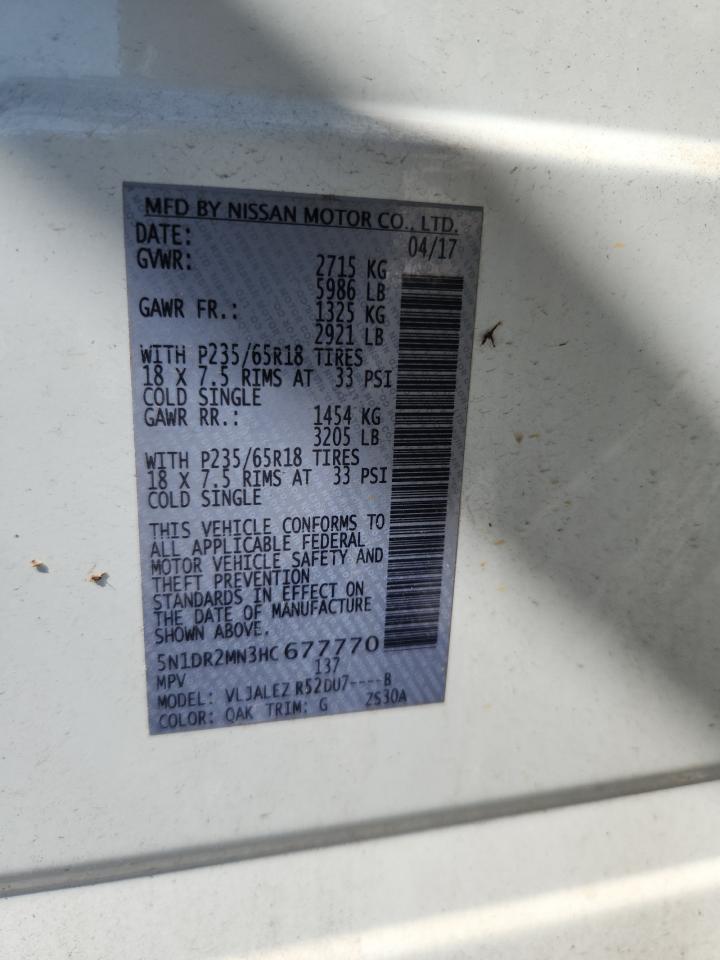 MFD BY NISSAN MOTOR CO., LTD.
DATE: 04/17
GVWR: 2715 KG
5986 LB
GAWR FR.: 1325 KG
2921 LB
WITH P235/65R18 TIRES
18 X 7.5 RIMS AT 33 PSI
COLD SINGLE
GAWR RR.: 1454 KG
3205 LB
WITH P235/65R18 TIRES
18 X 7.5 RIMS AT 33 PSI
COLD SINGLE
THIS VEHICLE CONFORMS TO
ALL APPLICABLE FEDERAL
MOTOR VEHICLE SAFETY AND
THEFT PREVENTION
STANDARDS IN EFFECT ON
THE DATE OF MANUFACTURE
SHOWN ABOVE.
5N1DR2MN3HC677770
MPV 137
MODEL: VLJALEZ R52DU7----B
COLOR: QAK TRIM: G ZS30A